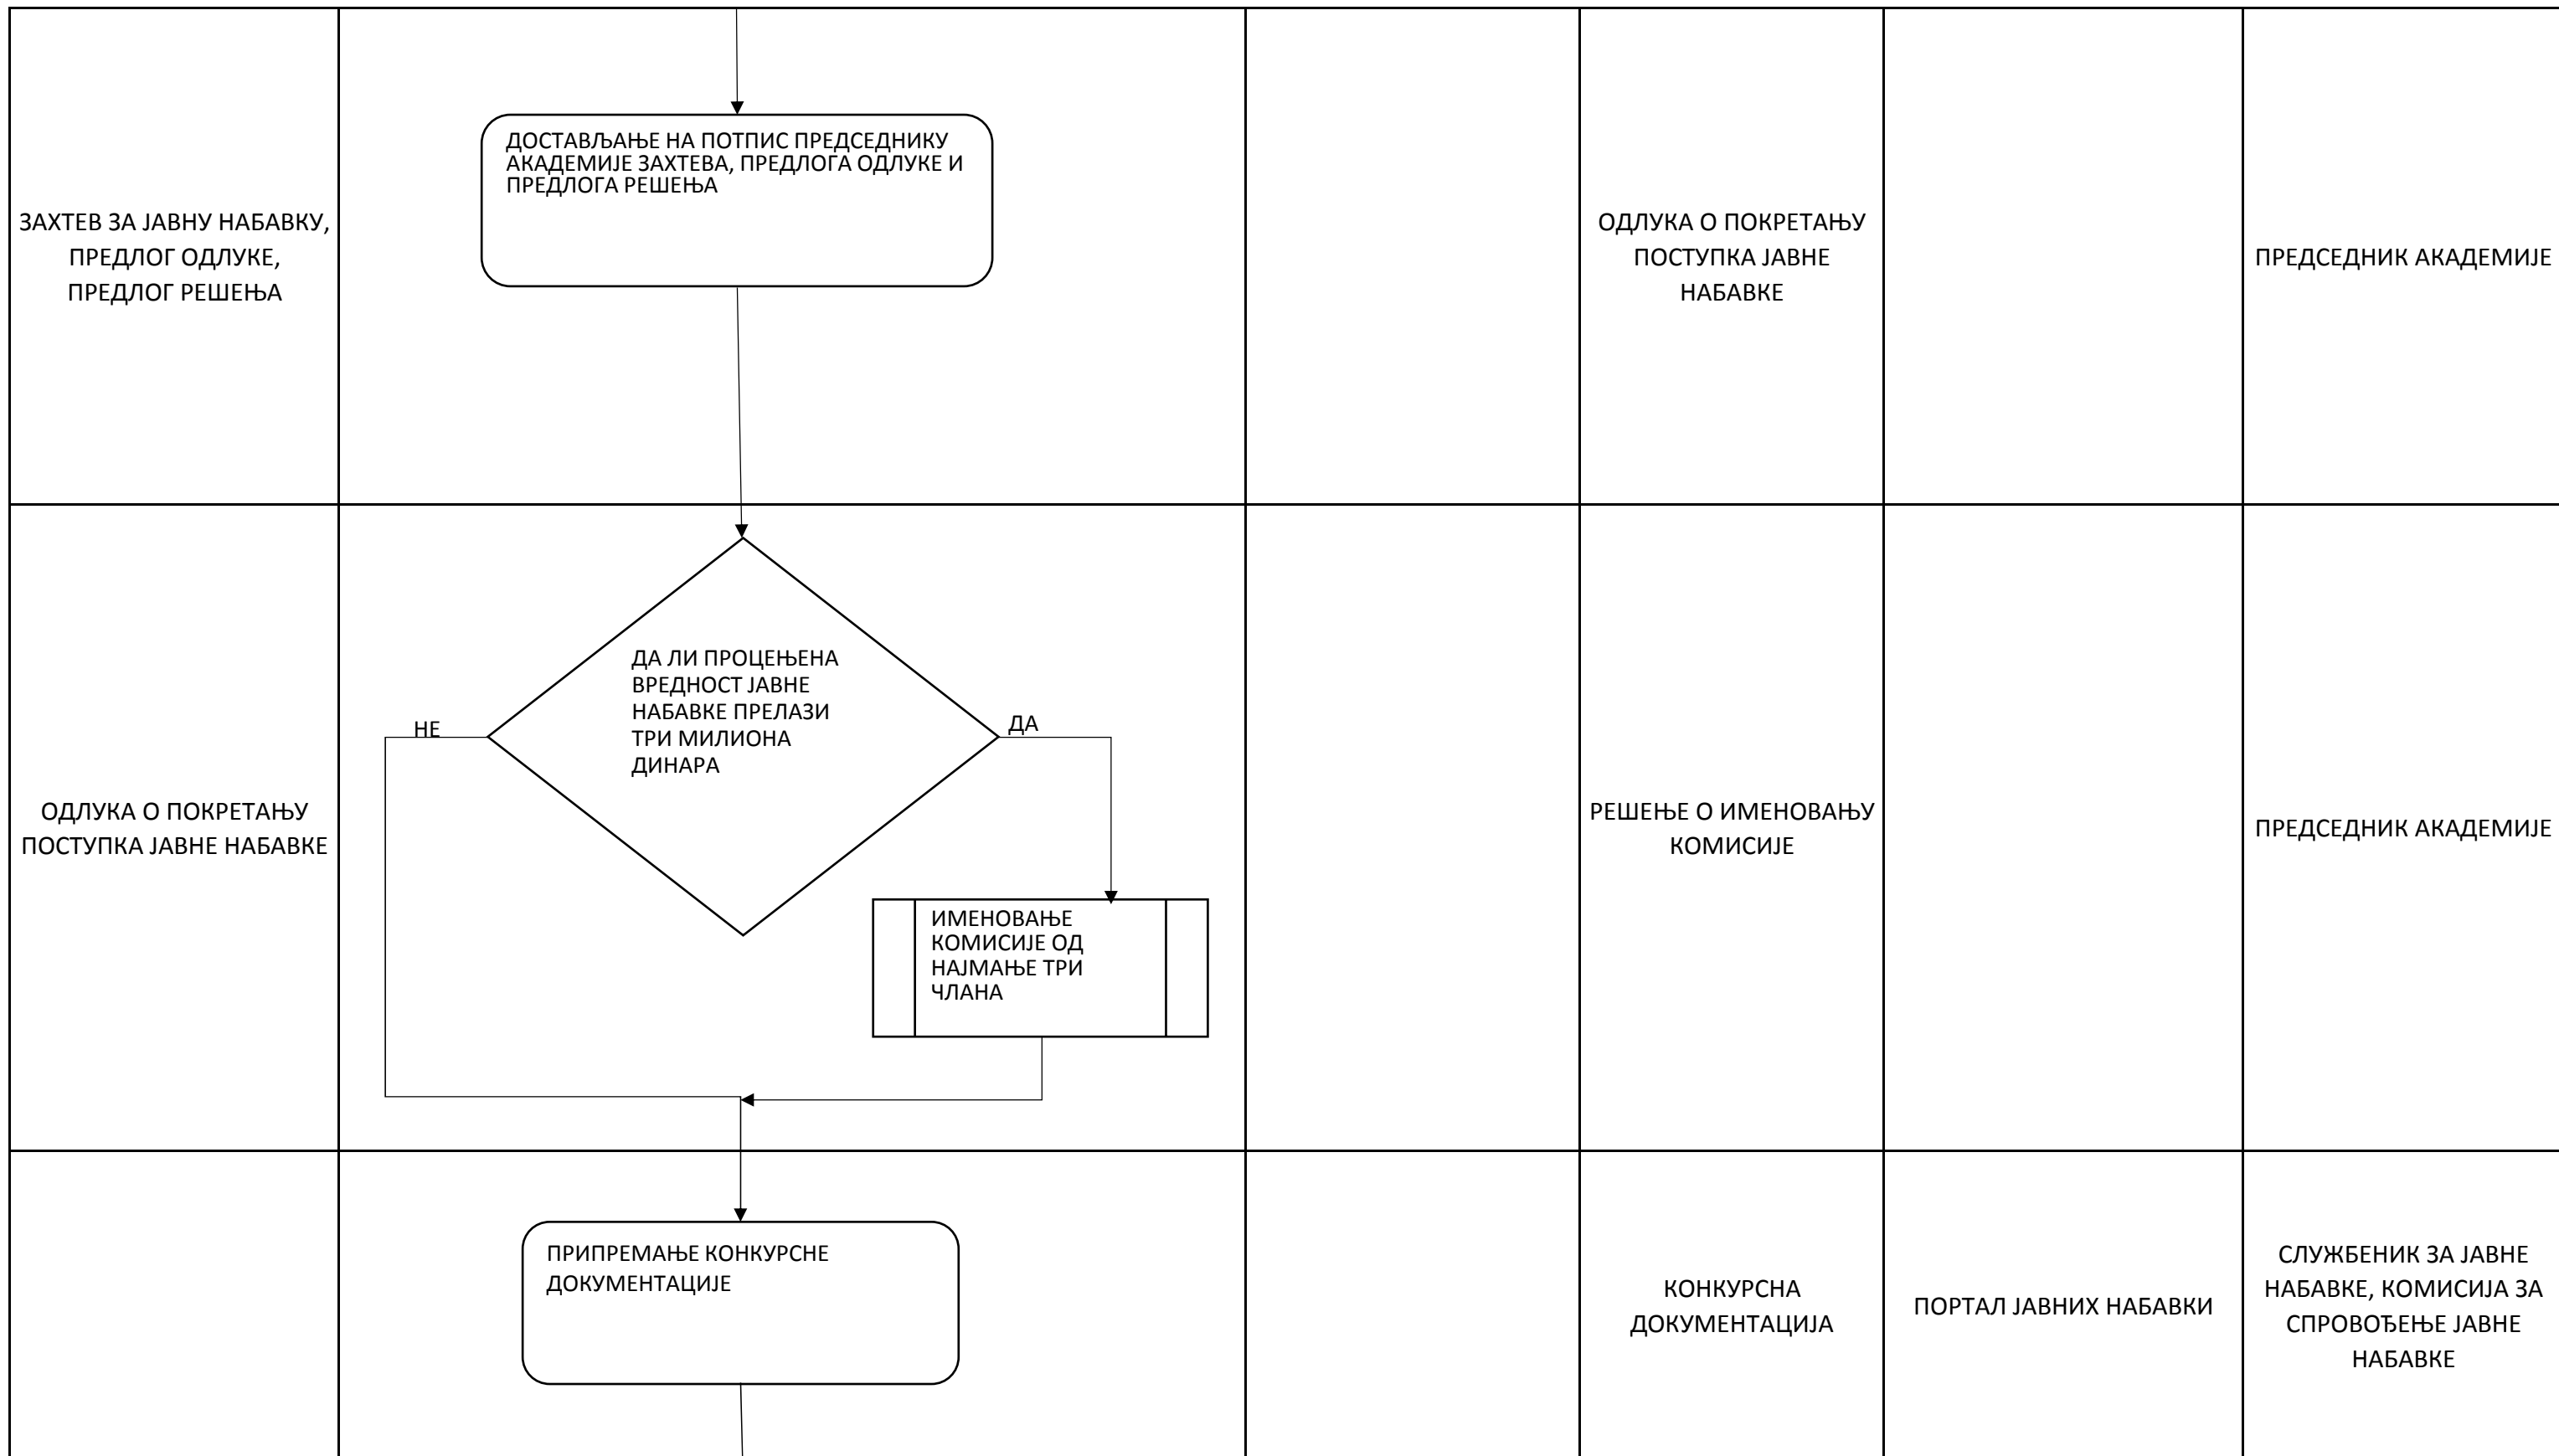 ЗАХТЕВ ЗА ЈАВНУ НАБАВКУ,
ПРЕДЛОГ ОДЛУКЕ,
ПРЕДЛОГ РЕШЕЊА
ДОСТАВЉАЊЕ НА ПОТПИС ПРЕДСЕДНИКУ
АКАДЕМИЈЕ ЗАХТЕВА, ПРЕДЛОГА ОДЛУКЕ И
ПРЕДЛОГА РЕШЕЊА
ОДЛУКА О ПОКРЕТАЊУ
ПОСТУПКА ЈАВНЕ
НАБАВКЕ
ПРЕДСЕДНИК АКАДЕМИЈЕ
ОДЛУКА О ПОКРЕТАЊУ
ПОСТУПКА ЈАВНЕ НАБАВКЕ
ДА ЛИ ПРОЦЕЊЕНА
ВРЕДНОСТ ЈАВНЕ
НАБАВКЕ ПРЕЛАЗИ
ТРИ МИЛИОНА
ДИНАРА
НЕ
ДА
ИМЕНОВАЊЕ
КОМИСИЈЕ ОД
НАЈМАЊЕ ТРИ
ЧЛАНА
РЕШЕЊЕ О ИМЕНОВАЊУ
КОМИСИЈЕ
ПРЕДСЕДНИК АКАДЕМИЈЕ
ПРИПРЕМАЊЕ КОНКУРСНЕ
ДОКУМЕНТАЦИЈЕ
КОНКУРСНА
ДОКУМЕНТАЦИЈА
ПОРТАЛ ЈАВНИХ НАБАВКИ
СЛУЖБЕНИК ЗА ЈАВНЕ
НАБАВКЕ, КОМИСИЈА ЗА
СПРОВОЂЕЊЕ ЈАВНЕ
НАБАВКЕ